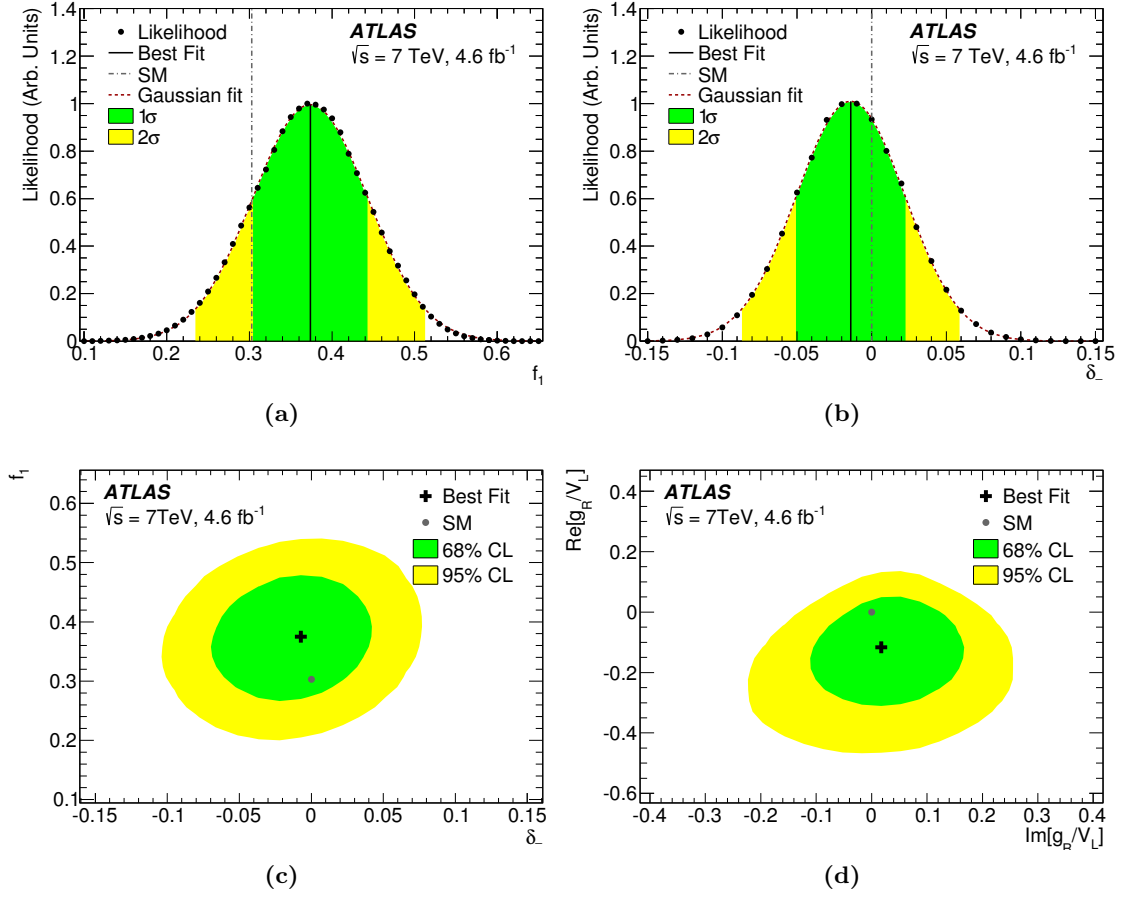 Likelihood (Arb. Units)
1.4
1.2
1
0.8
0.6
0.4
0.2
0
0.1 0.2 0.3 0.4 0.5 0.6
f₁
Likelihood
Best Fit
SM
Gaussian fit
1σ
2σ
ATLAS
√s = 7 TeV, 4.6 fb⁻¹
(a)
Likelihood (Arb. Units)
1.4
1.2
1
0.8
0.6
0.4
0.2
0
-0.15 -0.1 -0.05 0 0.05 0.1 0.15
δ₋
Likelihood
Best Fit
SM
Gaussian fit
1σ
2σ
ATLAS
√s = 7 TeV, 4.6 fb⁻¹
(b)
f₁
0.6
0.5
0.4
0.3
0.2
0.1
-0.15 -0.1 -0.05 0 0.05 0.1 0.15
δ₋
ATLAS
√s = 7TeV, 4.6 fb⁻¹
Best Fit
SM
68% CL
95% CL
(c)
Re[g_R/V_L]
0.4
0.2
0
-0.2
-0.4
-0.6
-0.4 -0.3 -0.2 -0.1 0 0.1 0.2 0.3 0.4
Im[g_R/V_L]
ATLAS
√s = 7TeV, 4.6 fb⁻¹
Best Fit
SM
68% CL
95% CL
(d)